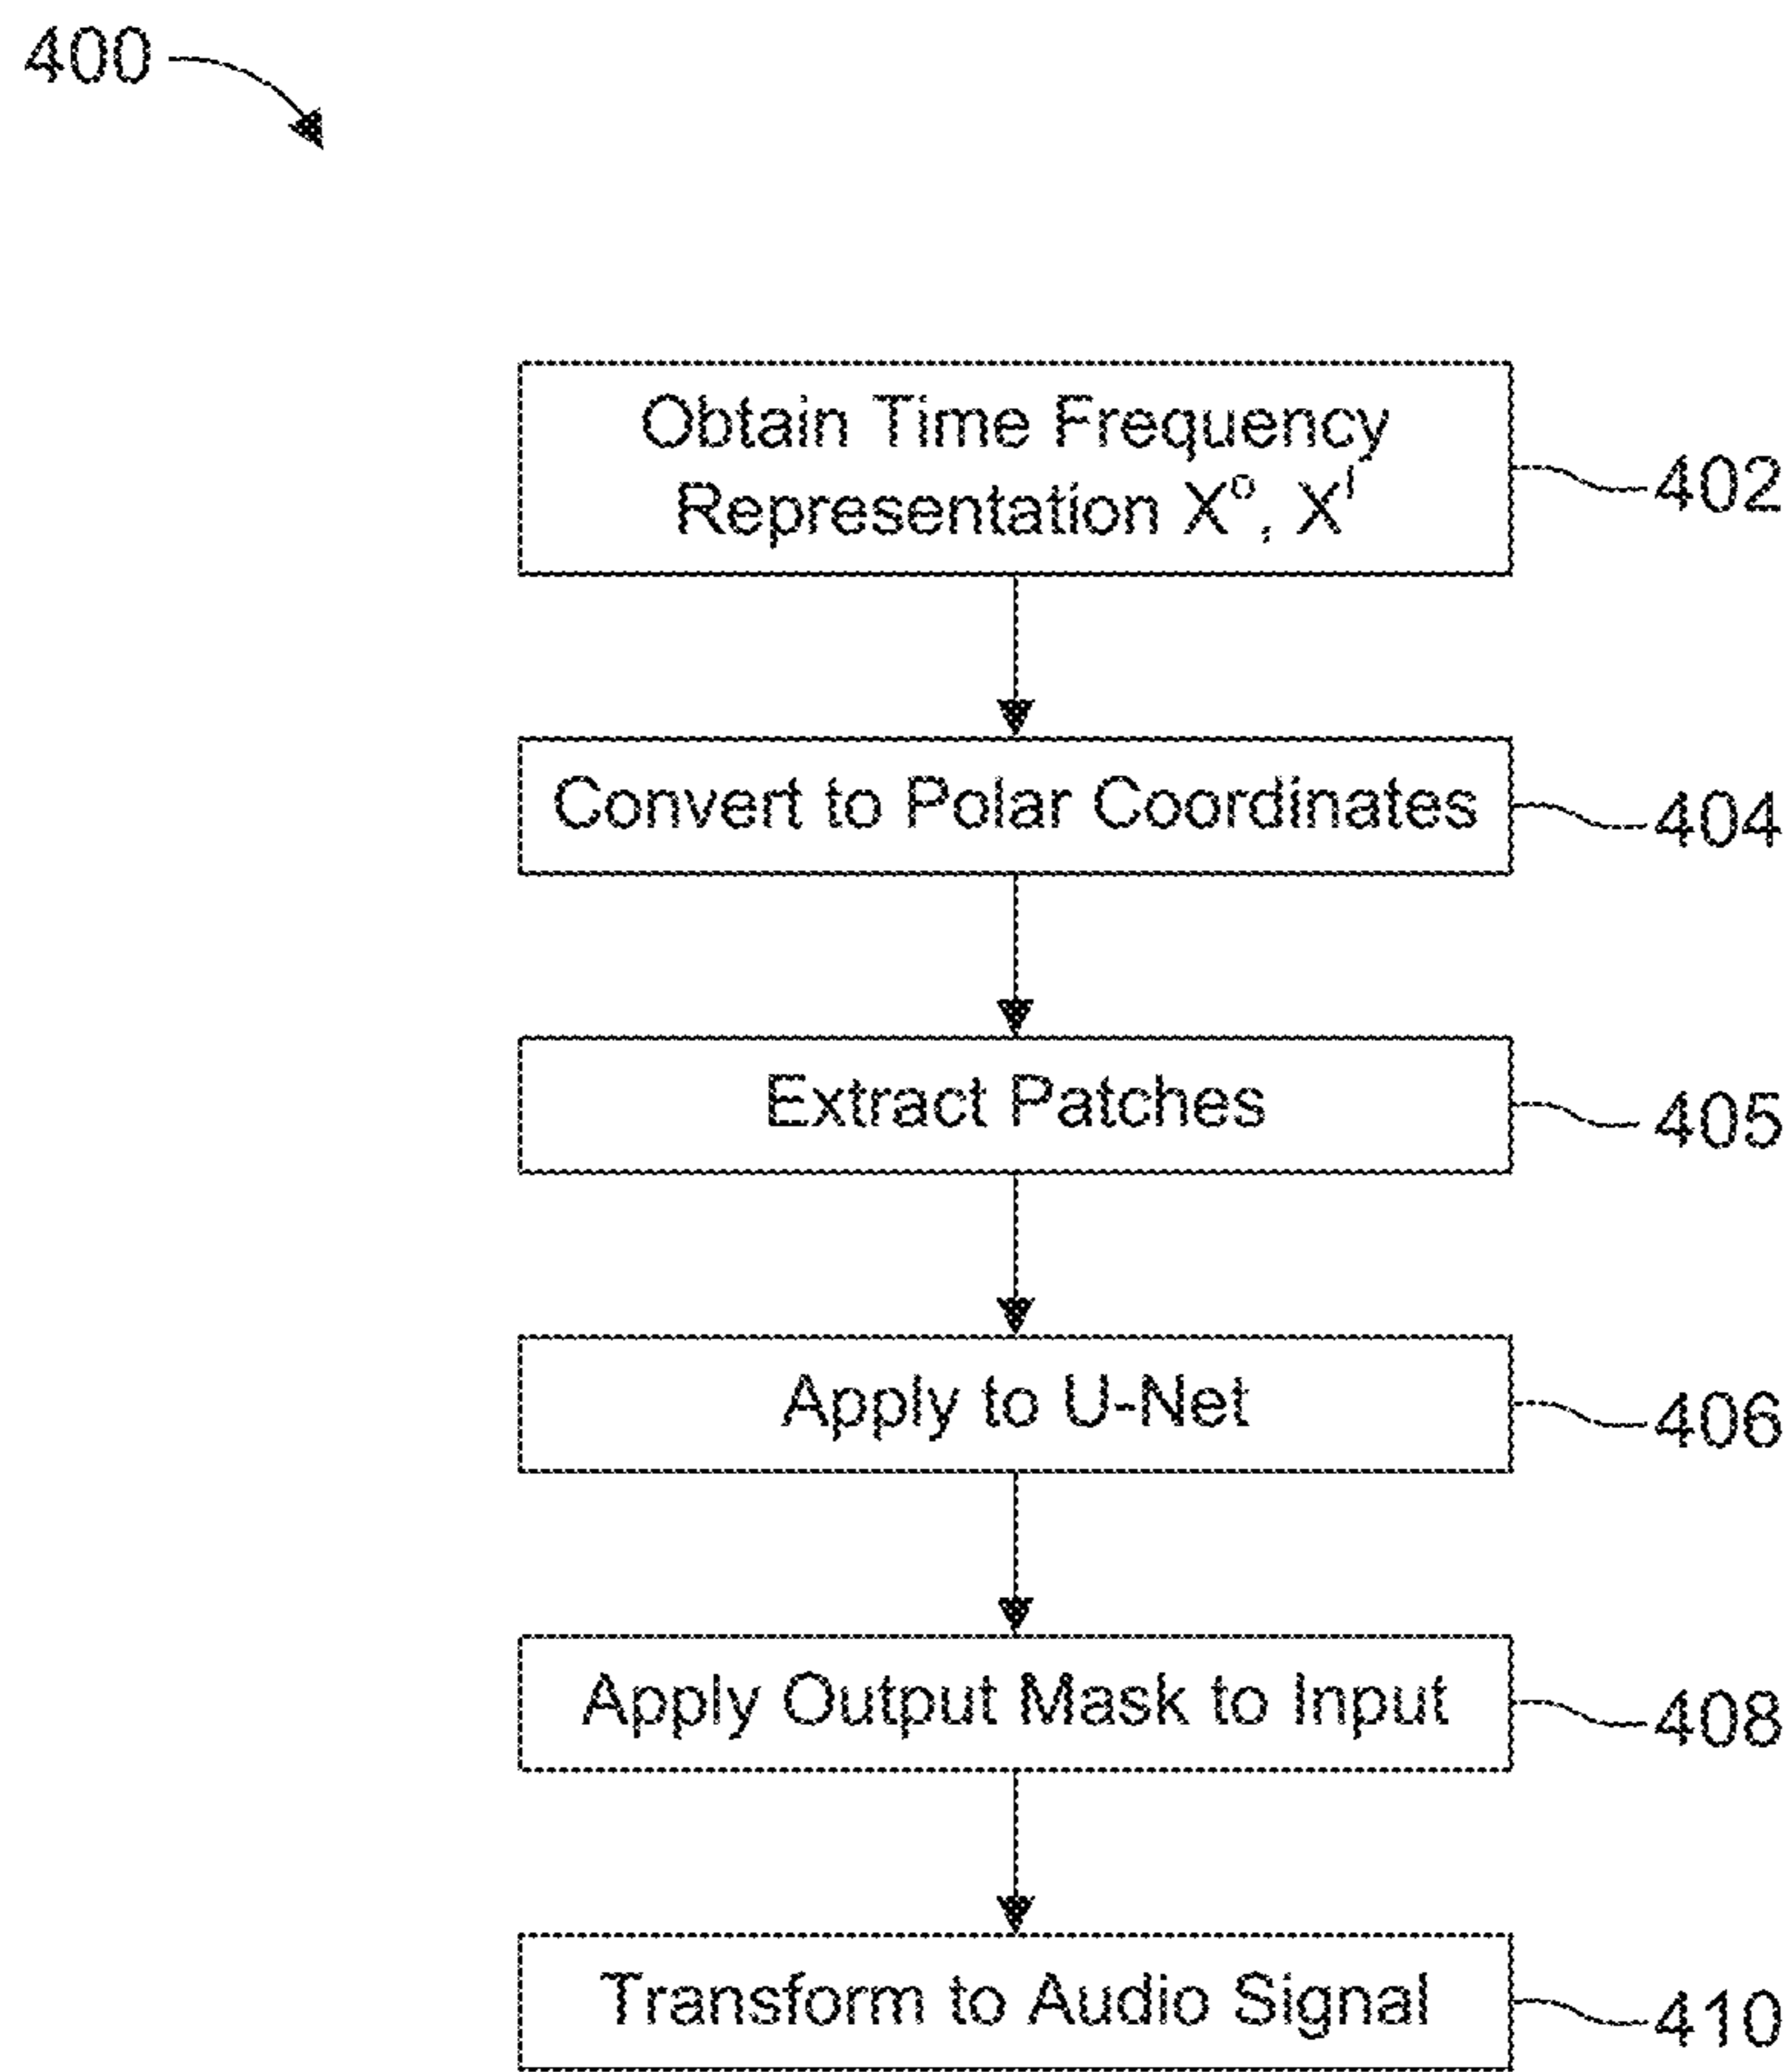 400
Obtain Time Frequency
Representation X°, X^i
402
Convert to Polar Coordinates
404
Extract Patches
405
Apply to U-Net
406
Apply Output Mask to Input
408
Transform to Audio Signal
410